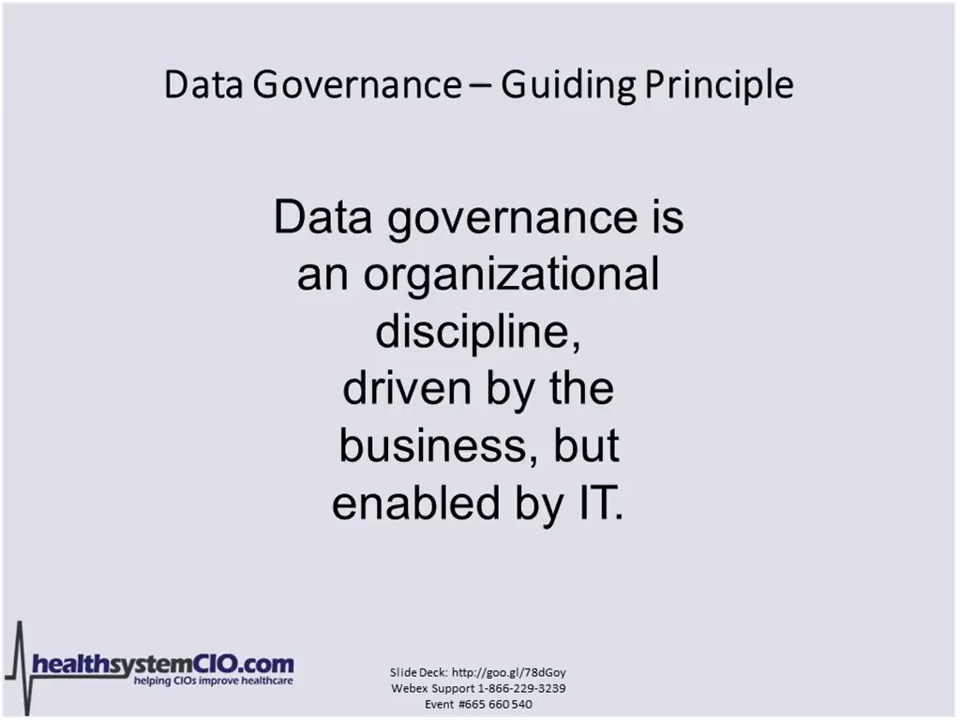 Data Governance – Guiding Principle
Data governance is
an organizational
discipline,
driven by the
business, but
enabled by IT.
healthsystemCIO.com
helping CIOs improve healthcare
Slide Deck: http://goo.gl/78dGoy
Webex Support 1-866-229-3239
Event #665 660 540